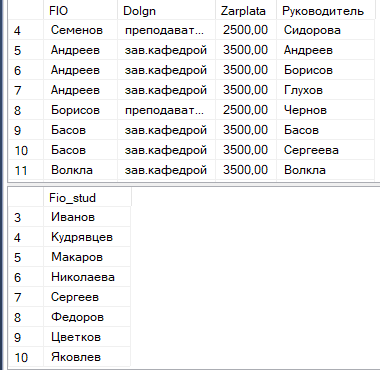 FIO Dolgn Zarplata Руководитель
4 Семенов преподават... 2500,00 Сидорова
5 Андреев зав.кафедрой 3500,00 Андреев
6 Андреев зав.кафедрой 3500,00 Борисов
7 Андреев зав.кафедрой 3500,00 Глухов
8 Борисов преподават... 2500,00 Чернов
9 Басов зав.кафедрой 3500,00 Басов
10 Басов зав.кафедрой 3500,00 Сергеева
11 Волкла зав.кафедрой 3500,00 Волкла
Fio_stud
3 Иванов
4 Кудрявцев
5 Макаров
6 Николаева
7 Сергеев
8 Федоров
9 Цветков
10 Яковлев